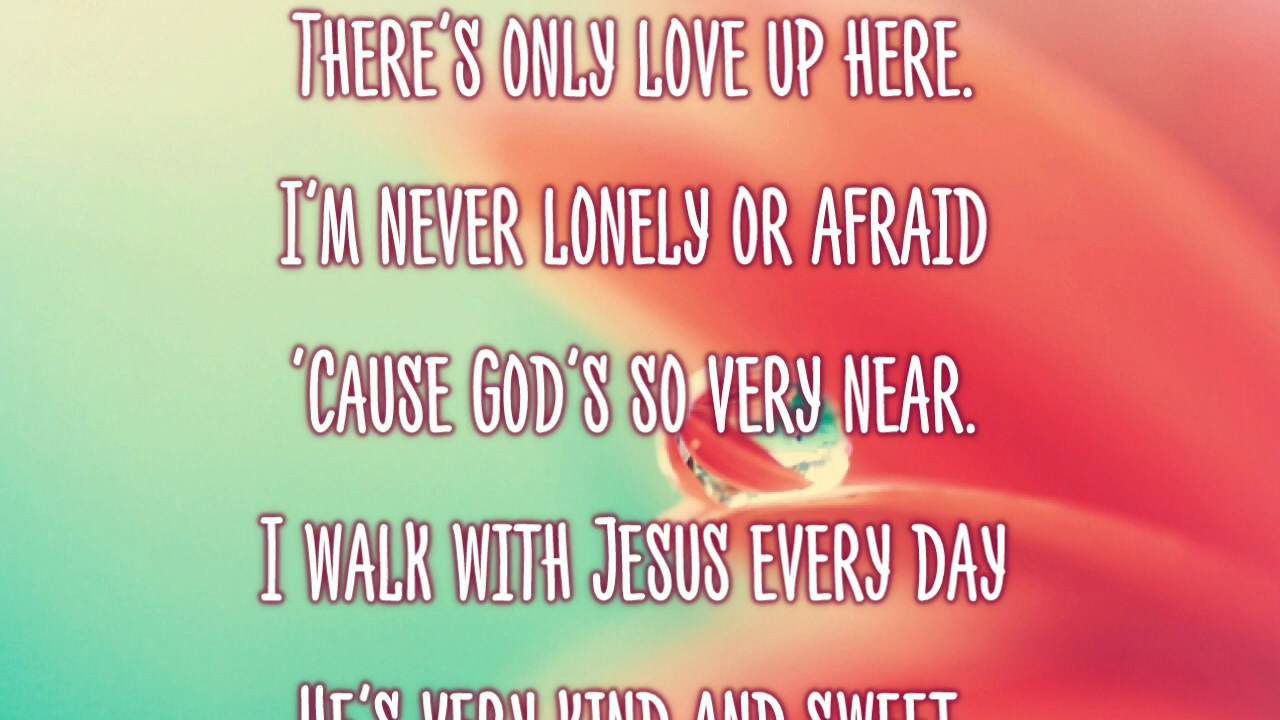 There's only love up here.
I'm never lonely or afraid
'Cause God's so very near.
I walk with Jesus every day
He's very kind and sweet